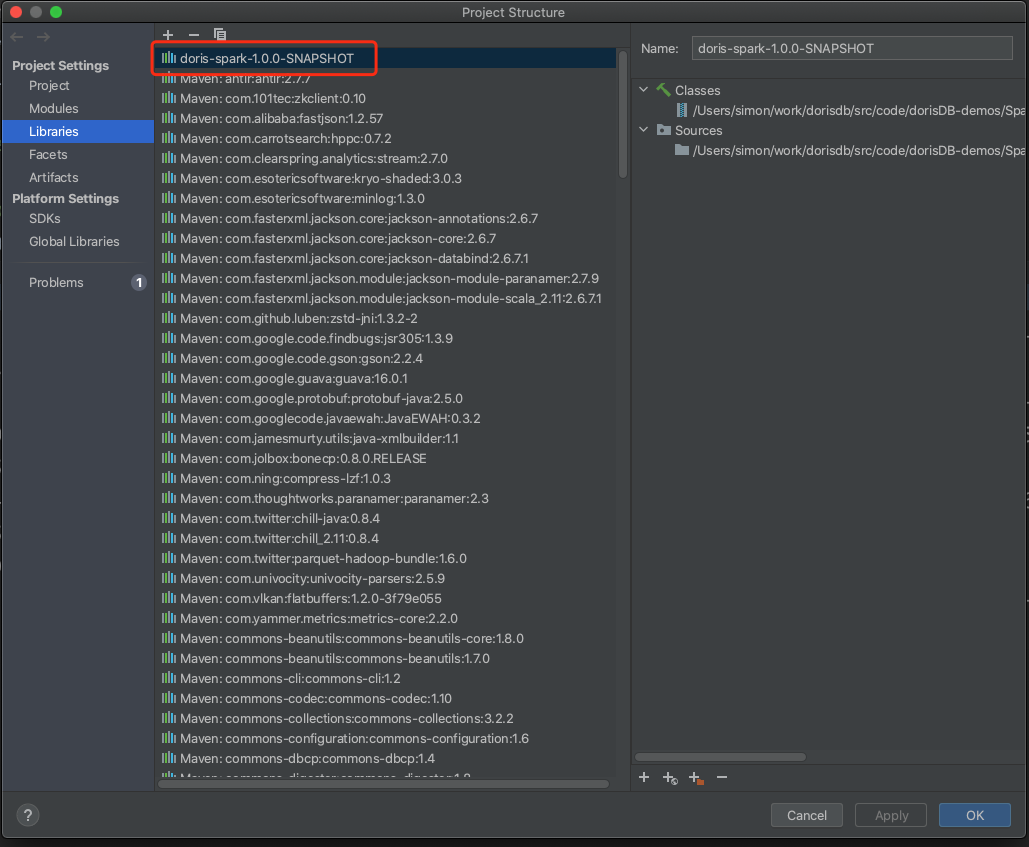 Project Structure
Project Settings
Project
Modules
Libraries
Facets
Artifacts
Platform Settings
SDKs
Global Libraries
Problems
1
doris-spark-1.0.0-SNAPSHOT
Maven: antlr:antlr:2.7.7
Maven: com.101tec:zkclient:0.10
Maven: com.alibaba:fastjson:1.2.57
Maven: com.carrotsearch:hppc:0.7.2
Maven: com.clearspring.analytics:stream:2.7.0
Maven: com.esotericsoftware:kryo-shaded:3.0.3
Maven: com.esotericsoftware:minlog:1.3.0
Maven: com.fasterxml.jackson.core:jackson-annotations:2.6.7
Maven: com.fasterxml.jackson.core:jackson-core:2.6.7
Maven: com.fasterxml.jackson.core:jackson-databind:2.6.7.1
Maven: com.fasterxml.jackson.module:jackson-module-paranamer:2.7.9
Maven: com.fasterxml.jackson.module:jackson-module-scala_2.11:2.6.7.1
Maven: com.github.luben:zstd-jni:1.3.2-2
Maven: com.google.code.findbugs:jsr305:1.3.9
Maven: com.google.code.gson:gson:2.2.4
Maven: com.google.guava:guava:16.0.1
Maven: com.google.protobuf:protobuf-java:2.5.0
Maven: com.googlecode.javaewah:JavaEWAH:0.3.2
Maven: com.jamesmurty.utils:java-xmlbuilder:1.1
Maven: com.jolbox:bonecp:0.8.0.RELEASE
Maven: com.ning:compress-lzf:1.0.3
Maven: com.thoughtworks.paranamer:paranamer:2.3
Maven: com.twitter:chill-java:0.8.4
Maven: com.twitter:chill_2.11:0.8.4
Maven: com.twitter:parquet-hadoop-bundle:1.6.0
Maven: com.univocity:univocity-parsers:2.5.9
Maven: com.vlkan:flatbuffers:1.2.0-3f79e055
Maven: com.yammer.metrics:metrics-core:2.2.0
Maven: commons-beanutils:commons-beanutils-core:1.8.0
Maven: commons-beanutils:commons-beanutils:1.7.0
Maven: commons-cli:commons-cli:1.2
Maven: commons-codec:commons-codec:1.10
Maven: commons-collections:commons-collections:3.2.2
Maven: commons-configuration:commons-configuration:1.6
Maven: commons-dbcp:commons-dbcp:1.4
Maven: commons-digester:commons-digester:1.8
Name: doris-spark-1.0.0-SNAPSHOT
Classes
/Users/simon/work/dorisdb/src/code/dorisDB-demos/Spa
Sources
/Users/simon/work/dorisdb/src/code/dorisDB-demos/Spa
?
Cancel
Apply
OK